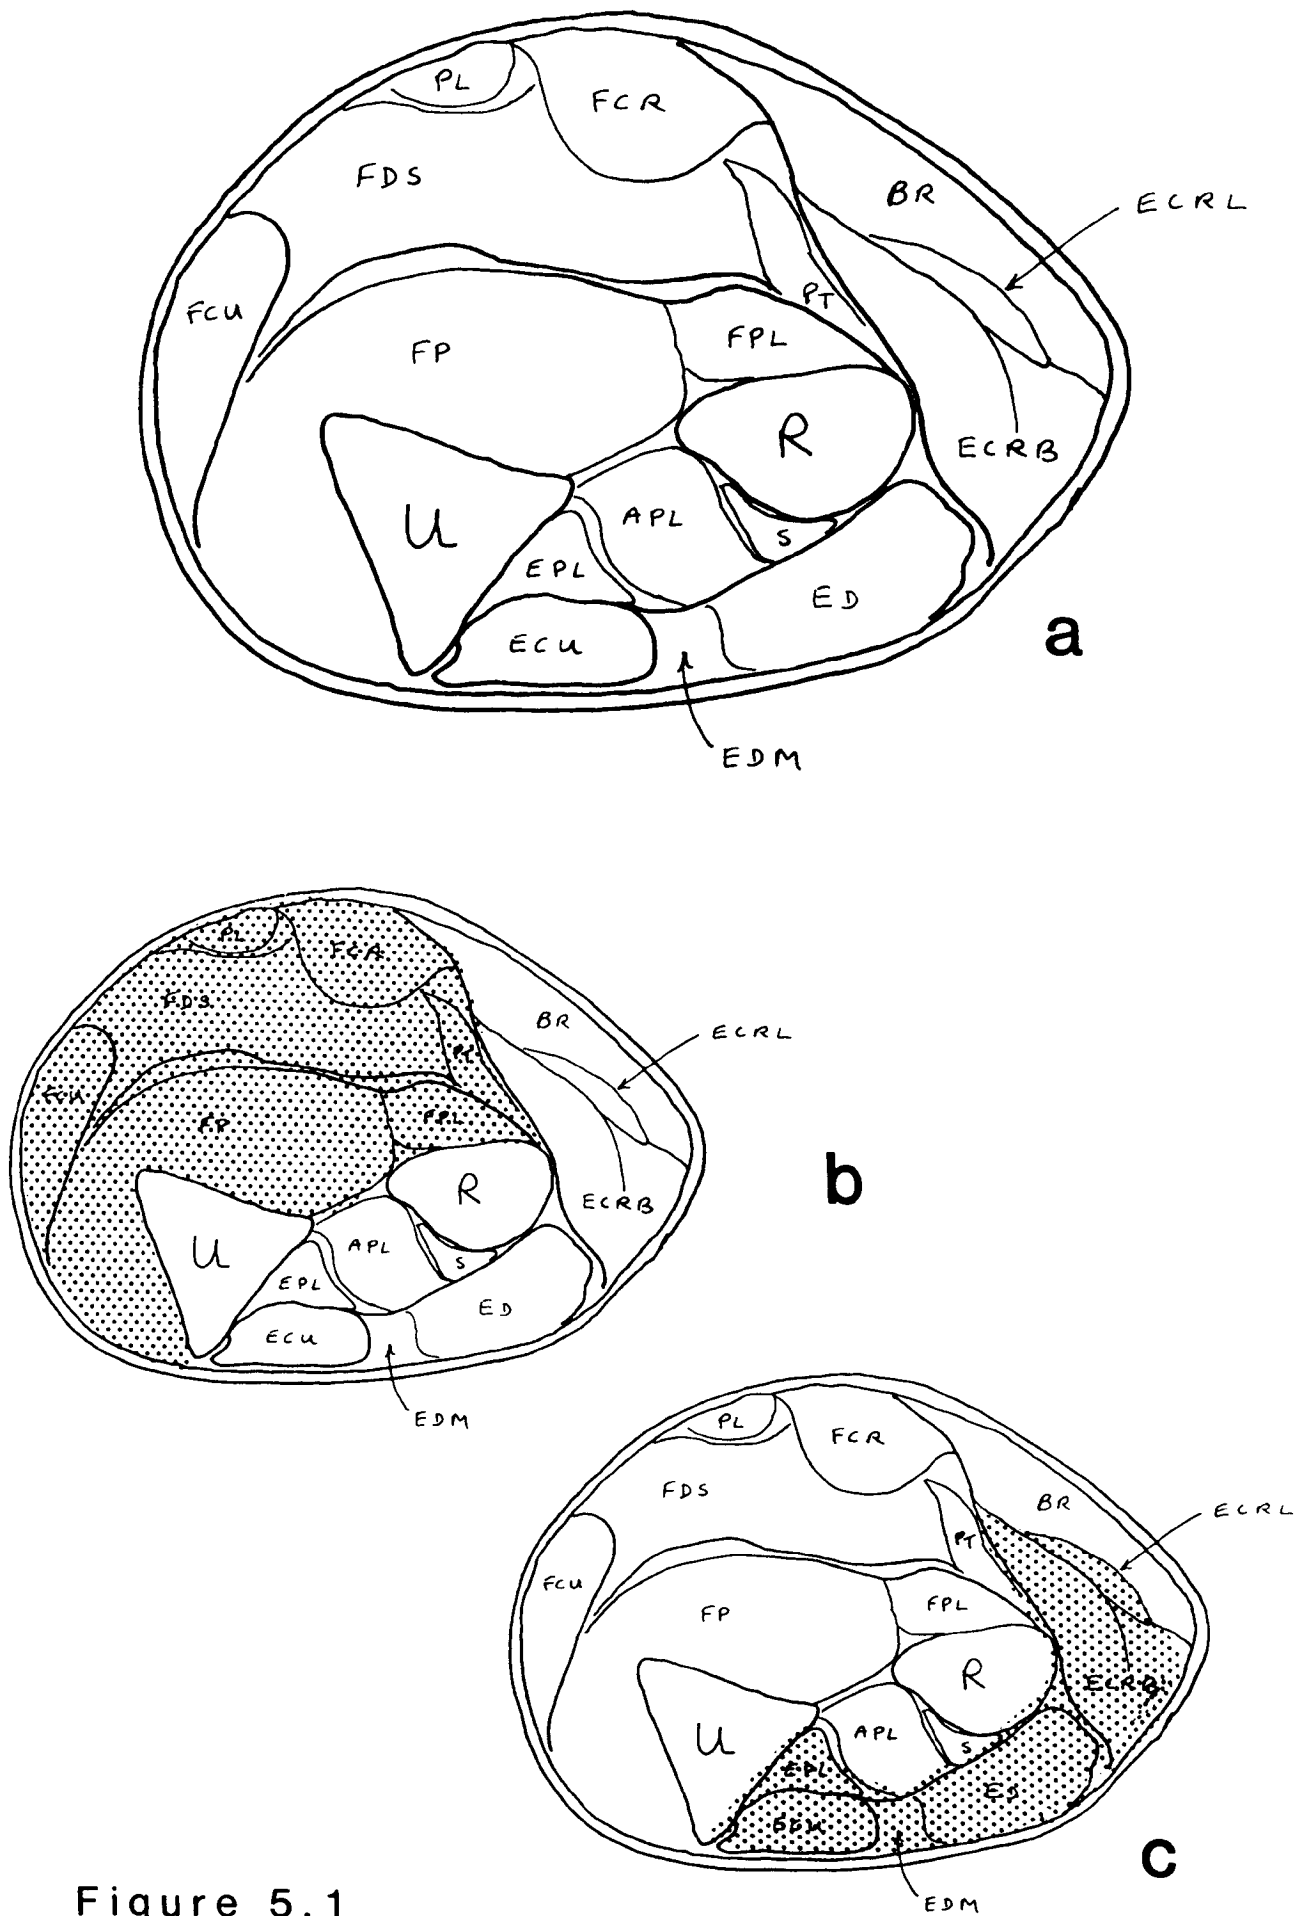 PL
FCR
FDS
BR
ECRL
FCU
PT
FP
FPL
R
ECRB
U
APL
S
EPL
ED
ECU
a
EDM
PL
FCR
FDS
BR
ECRL
PT
FCU
FP
FPL
b
R
ECRB
U
APL
S
EPL
ED
ECU
EDM
PL
FCR
FDS
BR
ECRL
PT
FCU
FP
FPL
R
ECRB
U
APL
S
EPL
ED
ECU
c
EDM
Figure 5.1